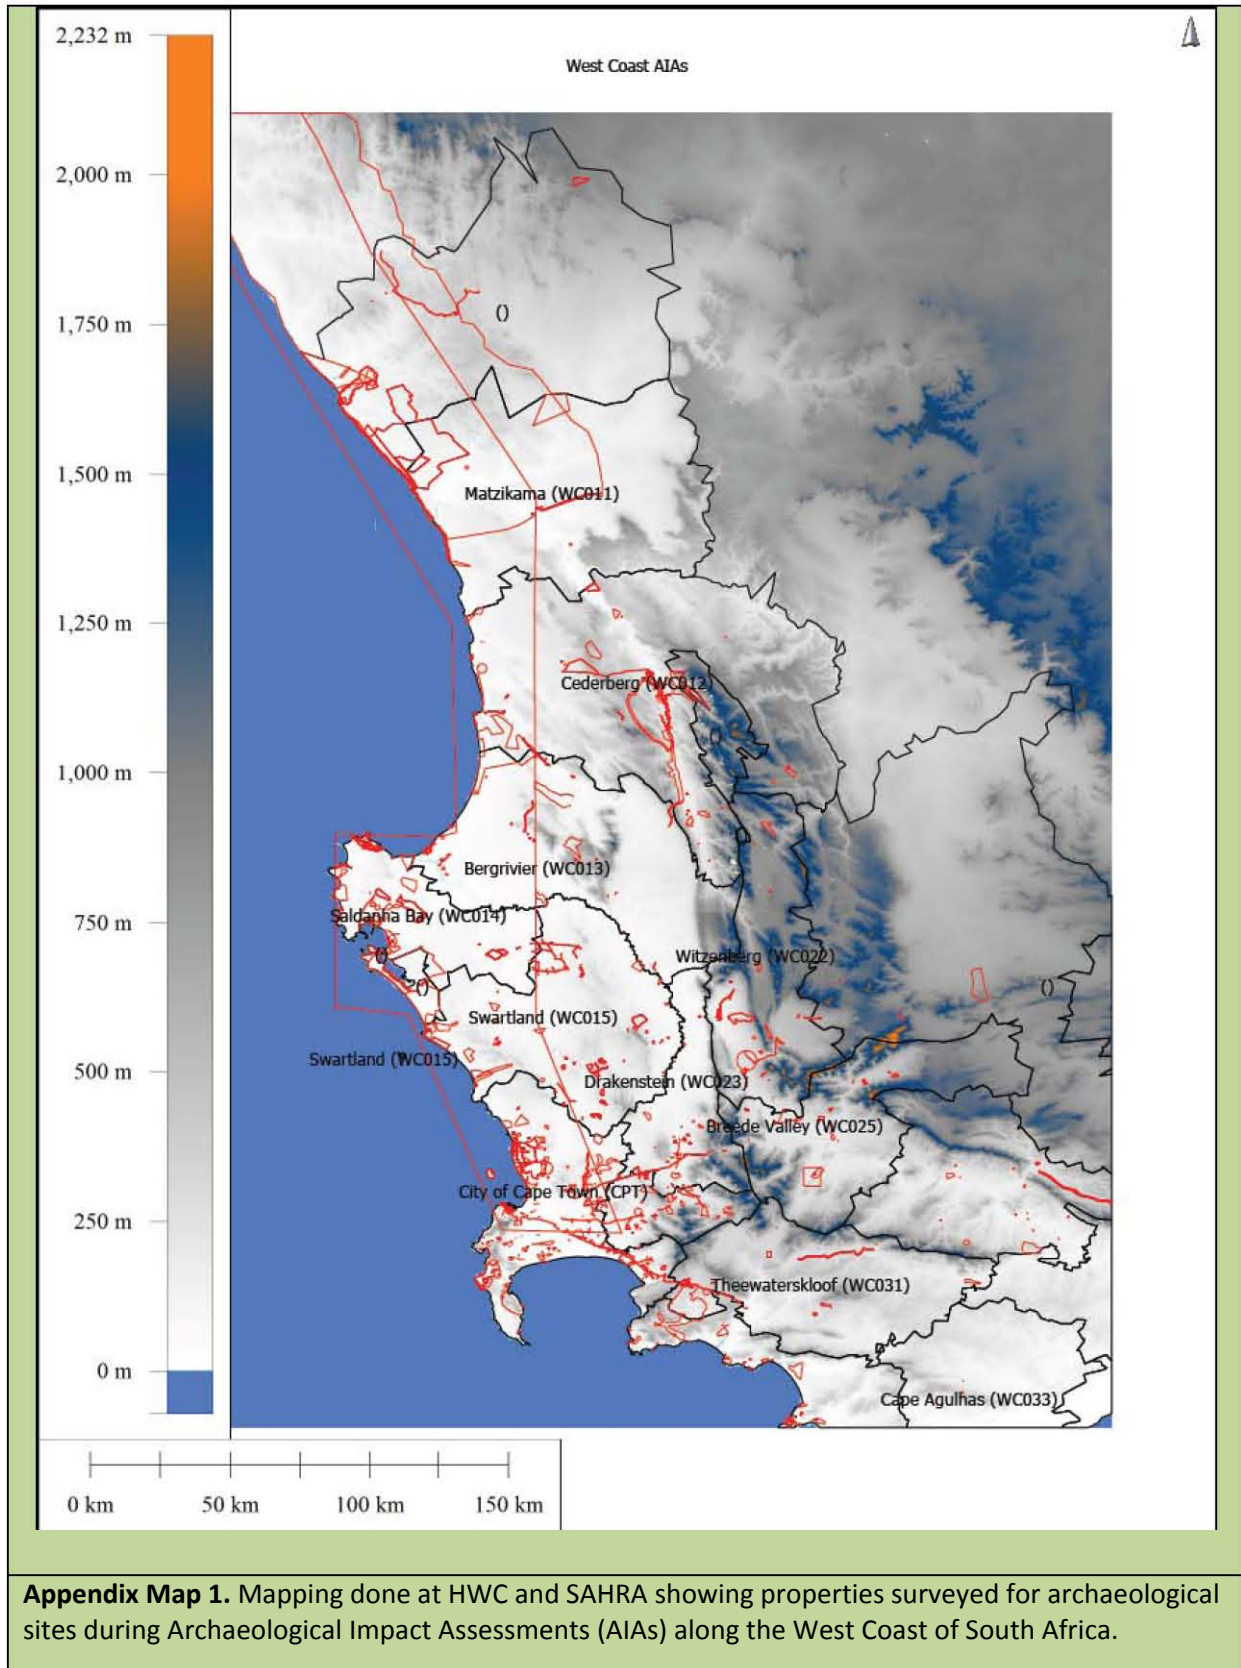 West Coast AIAs
2,232 m
2,000 m
1,750 m
1,500 m
1,250 m
1,000 m
750 m
500 m
250 m
0 m
()
Matzikama (WC011)
Cederberg (WC012)
()
Bergrivier (WC013)
Saldanha Bay (WC014)
Witzenberg (WC022)
()
()
()
Swartland (WC015)
Swartland (WC015)
Drakenstein (WC023)
Breede Valley (WC025)
City of Cape Town (CPT)
Theewaterskloof (WC031)
Cape Agulhas (WC033)
0 km 50 km 100 km 150 km
Appendix Map 1. Mapping done at HWC and SAHRA showing properties surveyed for archaeological
sites during Archaeological Impact Assessments (AIAs) along the West Coast of South Africa.